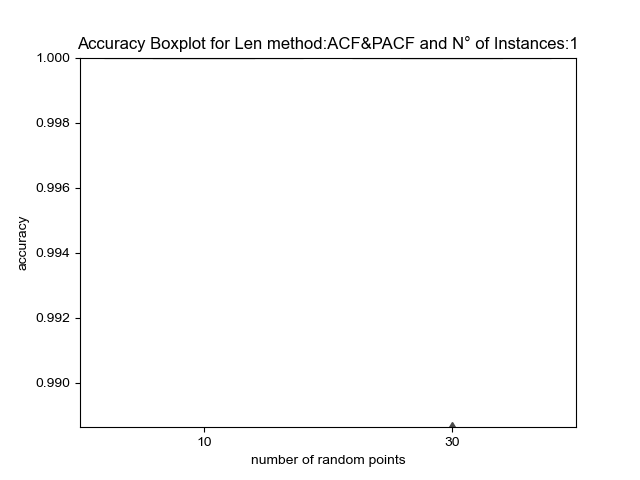 Accuracy Boxplot for Len method:ACF&PACF and N° of Instances:1
1.000
0.998
0.996
0.994
0.992
0.990
accuracy
10
30
number of random points